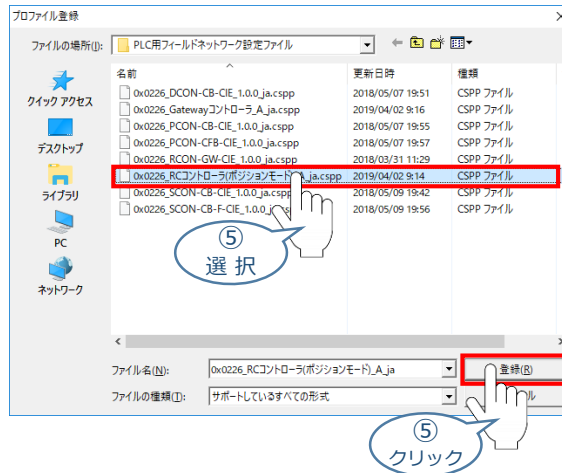 プロファイル登録
ファイルの場所(I): PLC用フィールドネットワーク設定ファイル
名前 更新日時 種類
0x0226_DCON-CB-CIE_1.0.0_ja.cspp 2018/05/07 19:51 CSPP ファイル
0x0226_Gatewayコントローラ_A_ja.cspp 2019/04/02 9:16 CSPP ファイル
0x0226_PCON-CB-CIE_1.0.0_ja.cspp 2018/05/07 19:55 CSPP ファイル
0x0226_PCON-CFB-CIE_1.0.0_ja.cspp 2018/05/07 19:57 CSPP ファイル
0x0226_RCON-GW-CIE_1.0.0_ja.cspp 2018/03/31 11:29 CSPP ファイル
0x0226_RCコントローラ(ポジションモード)_A_ja.cspp 2019/04/02 9:14 CSPP ファイル
0x0226_SCON-CB-CIE_1.0.0_ja.cspp 2018/05/09 19:42 CSPP ファイル
0x0226_SCON-CB-F-CIE_1.0.0_ja.cspp 2018/05/09 19:56 CSPP ファイル
クイック アクセス
デスクトップ
ライブラリ
PC
ネットワーク
⑤
選 択
ファイル名(N): 0x0226_RCコントローラ(ポジションモード)_A_ja 登録(R)
ファイルの種類(T): サポートしているすべての形式
⑤
クリック